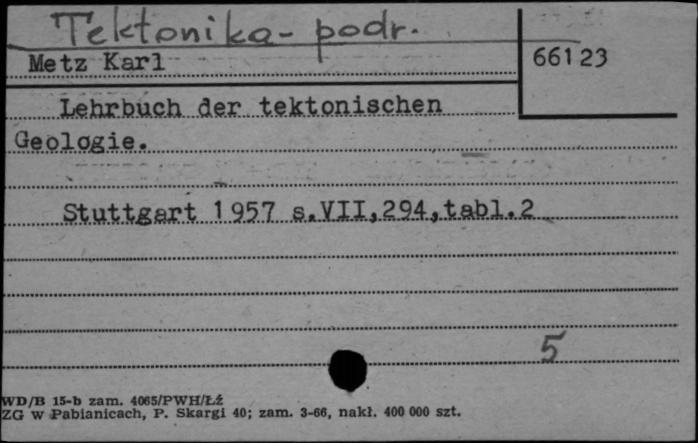 Tektonika - podr.
Metz Karl
66123
Lehrbuch der tektonischen
Geologie.
Stuttgart 1957 s.VII,294,tabl.2
5
WD/B 15-b zam. 4065/PWH/Łź
ZG w Pabianicach, P. Skargi 40; zam. 3-66, nakł. 400 000 szt.